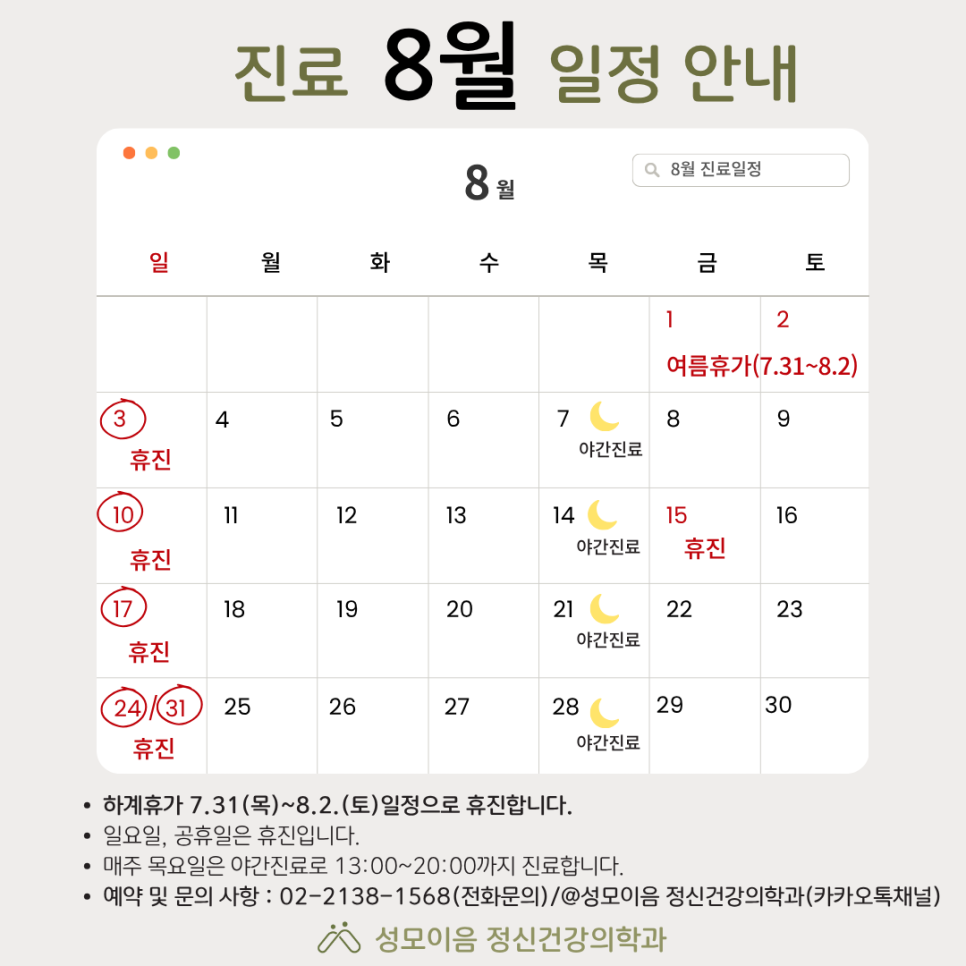 진료 8월 일정 안내
8월
8월 진료일정
일 월 화 수 목 금 토
1 2
여름휴가(7.31~8.2)
3 4 5 6 7 8 9
휴진 야간진료
10 11 12 13 14 15 16
휴진 야간진료 휴진
17 18 19 20 21 22 23
휴진 야간진료
24/31 25 26 27 28 29 30
휴진 야간진료
• 하계휴가 7.31(목)~8.2.(토)일정으로 휴진합니다.
• 일요일, 공휴일은 휴진입니다.
• 매주 목요일은 야간진료로 13:00~20:00까지 진료합니다.
• 예약 및 문의 사항 : 02-2138-1568(전화문의)/@성모이음 정신건강의학과(카카오톡채널)
성모이음 정신건강의학과